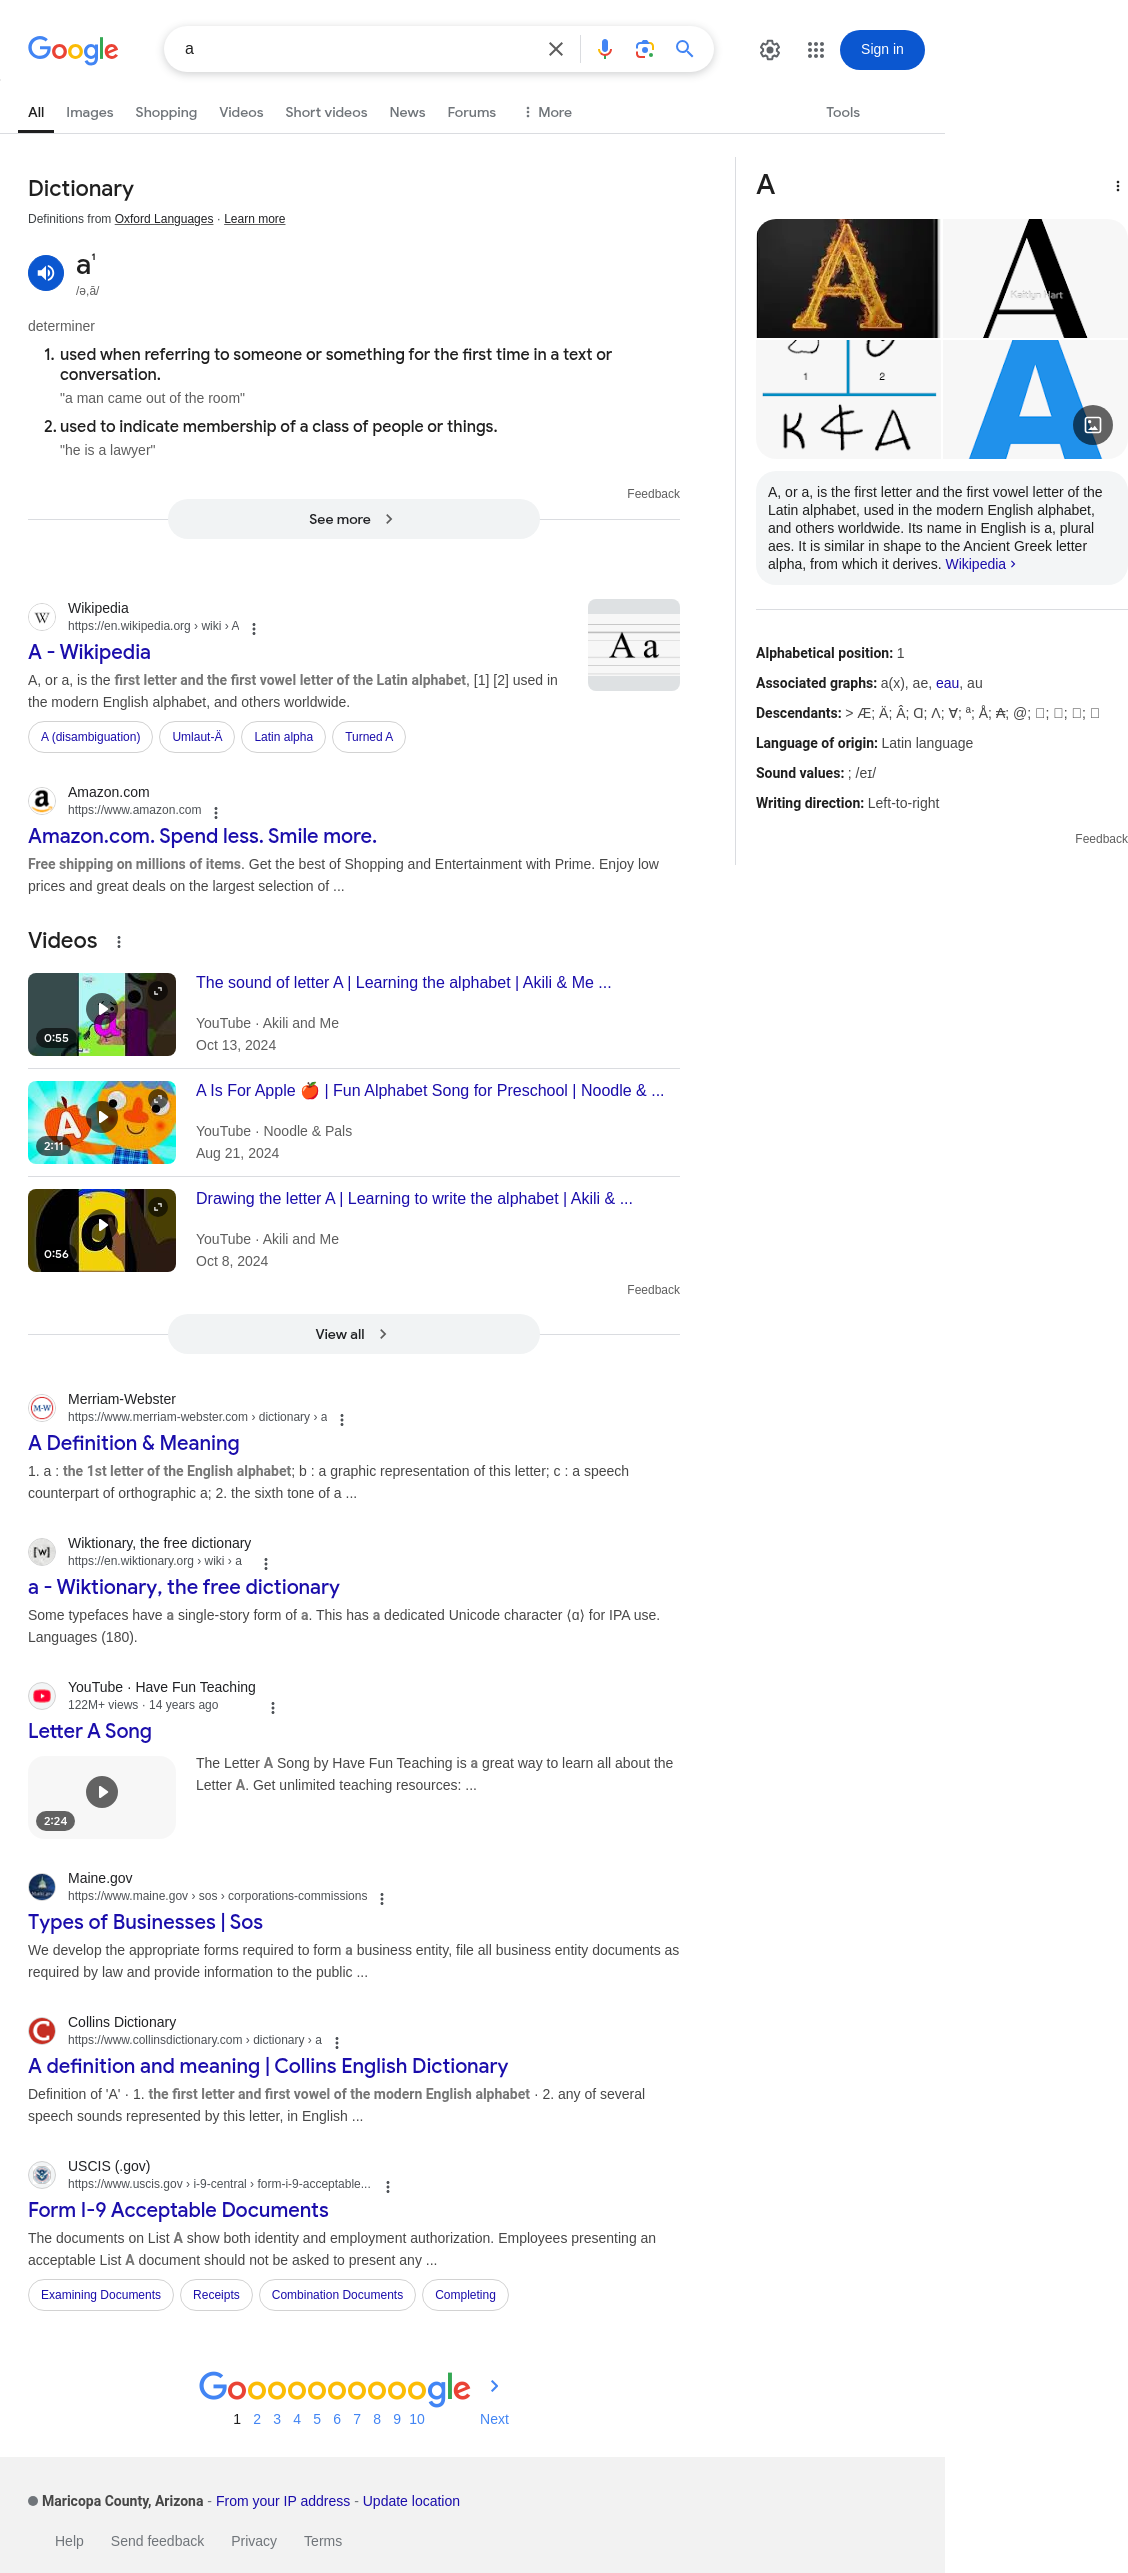 Google
a
Sign in
All
Images
Shopping
Videos
Short videos
News
Forums
More
Tools
Dictionary
Definitions from Oxford Languages · Learn more
a¹
/ə,ā/
determiner
1. used when referring to someone or something for the first time in a text or
conversation.
"a man came out of the room"
2. used to indicate membership of a class of people or things.
"he is a lawyer"
Feedback
See more
Wikipedia
https://en.wikipedia.org › wiki › A
A - Wikipedia
A, or a, is the first letter and the first vowel letter of the Latin alphabet, [1] [2] used in
the modern English alphabet, and others worldwide.
A a
A (disambiguation)
Umlaut-Ä
Latin alpha
Turned A
Amazon.com
https://www.amazon.com
Amazon.com. Spend less. Smile more.
Free shipping on millions of items. Get the best of Shopping and Entertainment with Prime. Enjoy low
prices and great deals on the largest selection of ...
Videos
The sound of letter A | Learning the alphabet | Akili & Me ...
YouTube · Akili and Me
Oct 13, 2024
0:55
A Is For Apple 🍎 | Fun Alphabet Song for Preschool | Noodle & ...
YouTube · Noodle & Pals
Aug 21, 2024
A
2:11
Drawing the letter A | Learning to write the alphabet | Akili & ...
YouTube · Akili and Me
Oct 8, 2024
a
0:56
Feedback
View all
Merriam-Webster
https://www.merriam-webster.com › dictionary › a
A Definition & Meaning
1. a : the 1st letter of the English alphabet; b : a graphic representation of this letter; c : a speech
counterpart of orthographic a; 2. the sixth tone of a ...
Wiktionary, the free dictionary
https://en.wiktionary.org › wiki › a
a - Wiktionary, the free dictionary
Some typefaces have a single-story form of a. This has a dedicated Unicode character ⟨ɑ⟩ for IPA use.
Languages (180).
YouTube · Have Fun Teaching
122M+ views · 14 years ago
Letter A Song
The Letter A Song by Have Fun Teaching is a great way to learn all about the
Letter A. Get unlimited teaching resources: ...
2:24
Maine.gov
https://www.maine.gov › sos › corporations-commissions
Types of Businesses | Sos
We develop the appropriate forms required to form a business entity, file all business entity documents as
required by law and provide information to the public ...
Collins Dictionary
https://www.collinsdictionary.com › dictionary › a
A definition and meaning | Collins English Dictionary
Definition of 'A' · 1. the first letter and first vowel of the modern English alphabet · 2. any of several
speech sounds represented by this letter, in English ...
USCIS (.gov)
https://www.uscis.gov › i-9-central › form-i-9-acceptable...
Form I-9 Acceptable Documents
The documents on List A show both identity and employment authorization. Employees presenting an
acceptable List A document should not be asked to present any ...
Examining Documents
Receipts
Combination Documents
Completing
A
A
A
Kaitlyn Hart
1
2
A
A, or a, is the first letter and the first vowel letter of the
Latin alphabet, used in the modern English alphabet,
and others worldwide. Its name in English is a, plural
aes. It is similar in shape to the Ancient Greek letter
alpha, from which it derives. Wikipedia
Alphabetical position: 1
Associated graphs: a(x), ae, eau, au
Descendants: > Æ; Ä; Â; Ɑ; Λ; Ɐ; ª; Å; ₳; @;
Language of origin: Latin language
Sound values: ; /eɪ/
Writing direction: Left-to-right
Feedback
Goooooooooogle
1 2 3 4 5 6 7 8 9 10
Next
Maricopa County, Arizona - From your IP address - Update location
Help
Send feedback
Privacy
Terms